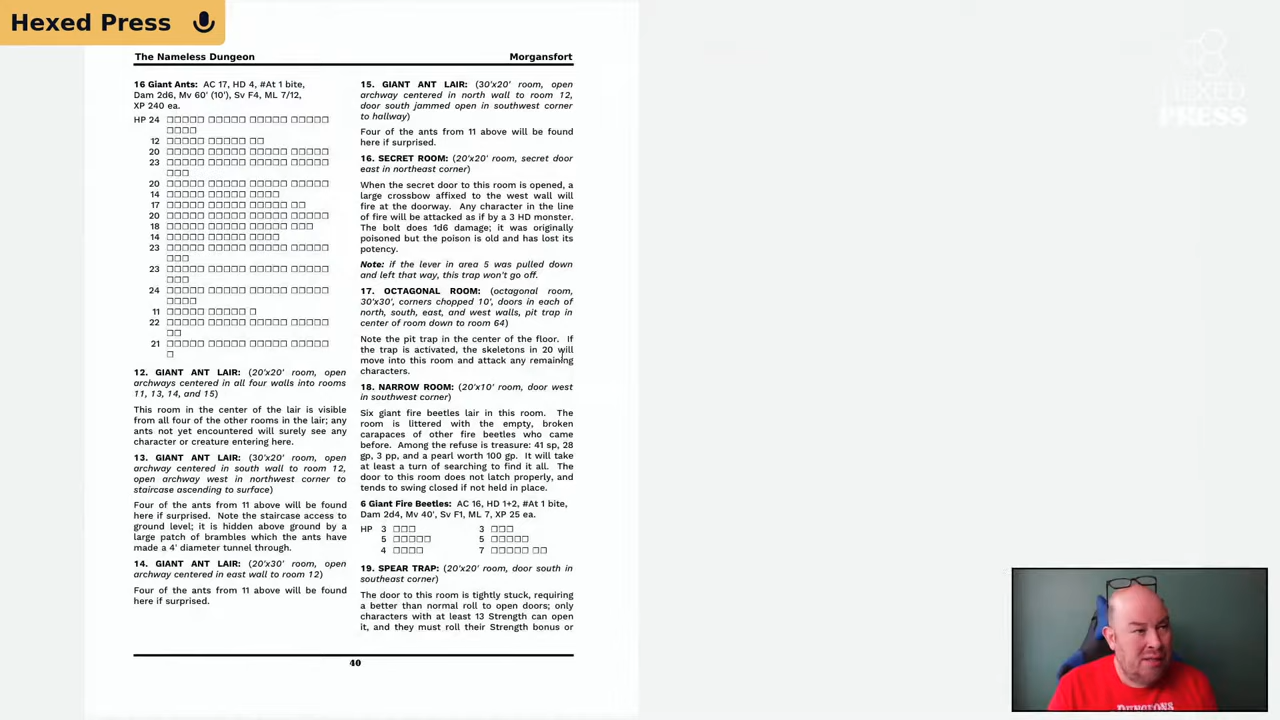 Hexed Press
The Nameless Dungeon
Morgansfort
16 Giant Ants: AC 17, HD 4, #At 1 bite,
Dam 2d6, Mv 60' (10'), Sv F4, ML 7/12,
XP 240 ea.
HP 24 ❒❒❒❒❒ ❒❒❒❒❒ ❒❒❒❒❒ ❒❒❒❒❒
❒❒❒❒
12 ❒❒❒❒❒ ❒❒❒❒❒ ❒❒
20 ❒❒❒❒❒ ❒❒❒❒❒ ❒❒❒❒❒ ❒❒❒❒❒
23 ❒❒❒❒❒ ❒❒❒❒❒ ❒❒❒❒❒ ❒❒❒❒❒
❒❒❒
20 ❒❒❒❒❒ ❒❒❒❒❒ ❒❒❒❒❒ ❒❒❒❒❒
14 ❒❒❒❒❒ ❒❒❒❒❒ ❒❒❒❒
17 ❒❒❒❒❒ ❒❒❒❒❒ ❒❒❒❒❒ ❒❒
20 ❒❒❒❒❒ ❒❒❒❒❒ ❒❒❒❒❒ ❒❒❒❒❒
18 ❒❒❒❒❒ ❒❒❒❒❒ ❒❒❒❒❒ ❒❒❒
14 ❒❒❒❒❒ ❒❒❒❒❒ ❒❒❒❒
23 ❒❒❒❒❒ ❒❒❒❒❒ ❒❒❒❒❒ ❒❒❒❒❒
❒❒❒
23 ❒❒❒❒❒ ❒❒❒❒❒ ❒❒❒❒❒ ❒❒❒❒❒
❒❒❒
24 ❒❒❒❒❒ ❒❒❒❒❒ ❒❒❒❒❒ ❒❒❒❒❒
❒❒❒❒
11 ❒❒❒❒❒ ❒❒❒❒❒ ❒
22 ❒❒❒❒❒ ❒❒❒❒❒ ❒❒❒❒❒ ❒❒❒❒❒
❒❒
21 ❒❒❒❒❒ ❒❒❒❒❒ ❒❒❒❒❒ ❒❒❒❒❒
❒
12. GIANT ANT LAIR: (20'x20' room, open
archways centered in all four walls into rooms
11, 13, 14, and 15)
This room in the center of the lair is visible
from all four of the other rooms in the lair; any
ants not yet encountered will surely see any
character or creature entering here.
13. GIANT ANT LAIR: (30'x20' room, open
archway centered in south wall to room 12,
open archway west in northwest corner to
staircase ascending to surface)
Four of the ants from 11 above will be found
here if surprised. Note the staircase access to
ground level; it is hidden above ground by a
large patch of brambles which the ants have
made a 4' diameter tunnel through.
14. GIANT ANT LAIR: (20'x30' room, open
archway centered in east wall to room 12)
Four of the ants from 11 above will be found
here if surprised.
15. GIANT ANT LAIR: (30'x20' room, open
archway centered in north wall to room 12,
door south jammed open in southwest corner
to hallway)
Four of the ants from 11 above will be found
here if surprised.
16. SECRET ROOM: (20'x20' room, secret door
east in northeast corner)
When the secret door to this room is opened, a
large crossbow affixed to the west wall will
fire at the doorway. Any character in the line
of fire will be attacked as if by a 3 HD monster.
The bolt does 1d6 damage; it was originally
poisoned but the poison is old and has lost its
potency.
Note: if the lever in area 5 was pulled down
and left that way, this trap won't go off.
17. OCTAGONAL ROOM: (octagonal room,
30'x30', corners chopped 10', doors in each of
north, south, east, and west walls, pit trap in
center of room down to room 64)
Note the pit trap in the center of the floor. If
the trap is activated, the skeletons in 20 will
move into this room and attack any remaining
characters.
18. NARROW ROOM: (20'x10' room, door west
in southwest corner)
Six giant fire beetles lair in this room. The
room is littered with the empty, broken
carapaces of other fire beetles who came
before. Among the refuse is treasure: 41 sp, 28
gp, 3 pp, and a pearl worth 100 gp. It will take
at least a turn of searching to find it all. The
door to this room does not latch properly, and
tends to swing closed if not held in place.
6 Giant Fire Beetles: AC 16, HD 1+2, #At 1 bite,
Dam 2d4, Mv 40', Sv F1, ML 7, XP 25 ea.
HP 3 ❒❒❒ 3 ❒❒❒
5 ❒❒❒❒❒ 5 ❒❒❒❒❒
4 ❒❒❒❒ 7 ❒❒❒❒❒ ❒❒
19. SPEAR TRAP: (20'x20' room, door south in
southeast corner)
The door to this room is tightly stuck, requiring
a better than normal roll to open doors; only
characters with at least 13 Strength can open
it, and they must roll their Strength bonus or
40
HEXED
PRESS
DUNGEONS